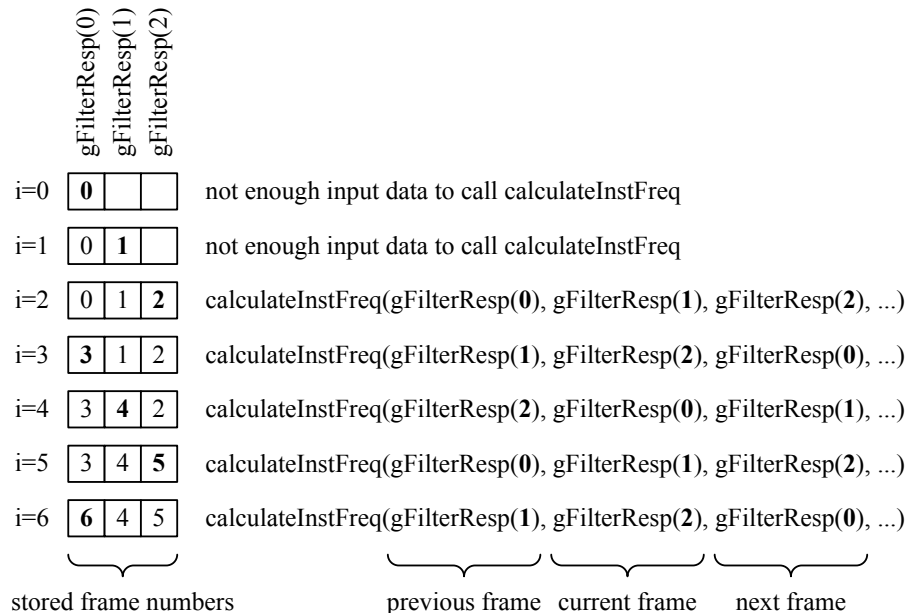 gFilterResp(0)
gFilterResp(1)
gFilterResp(2)
i=0 0 not enough input data to call calculateInstFreq
i=1 0 1 not enough input data to call calculateInstFreq
i=2 0 1 2 calculateInstFreq(gFilterResp(0), gFilterResp(1), gFilterResp(2), ...)
i=3 3 1 2 calculateInstFreq(gFilterResp(1), gFilterResp(2), gFilterResp(0), ...)
i=4 3 4 2 calculateInstFreq(gFilterResp(2), gFilterResp(0), gFilterResp(1), ...)
i=5 3 4 5 calculateInstFreq(gFilterResp(0), gFilterResp(1), gFilterResp(2), ...)
i=6 6 4 5 calculateInstFreq(gFilterResp(1), gFilterResp(2), gFilterResp(0), ...)
stored frame numbers previous frame current frame next frame